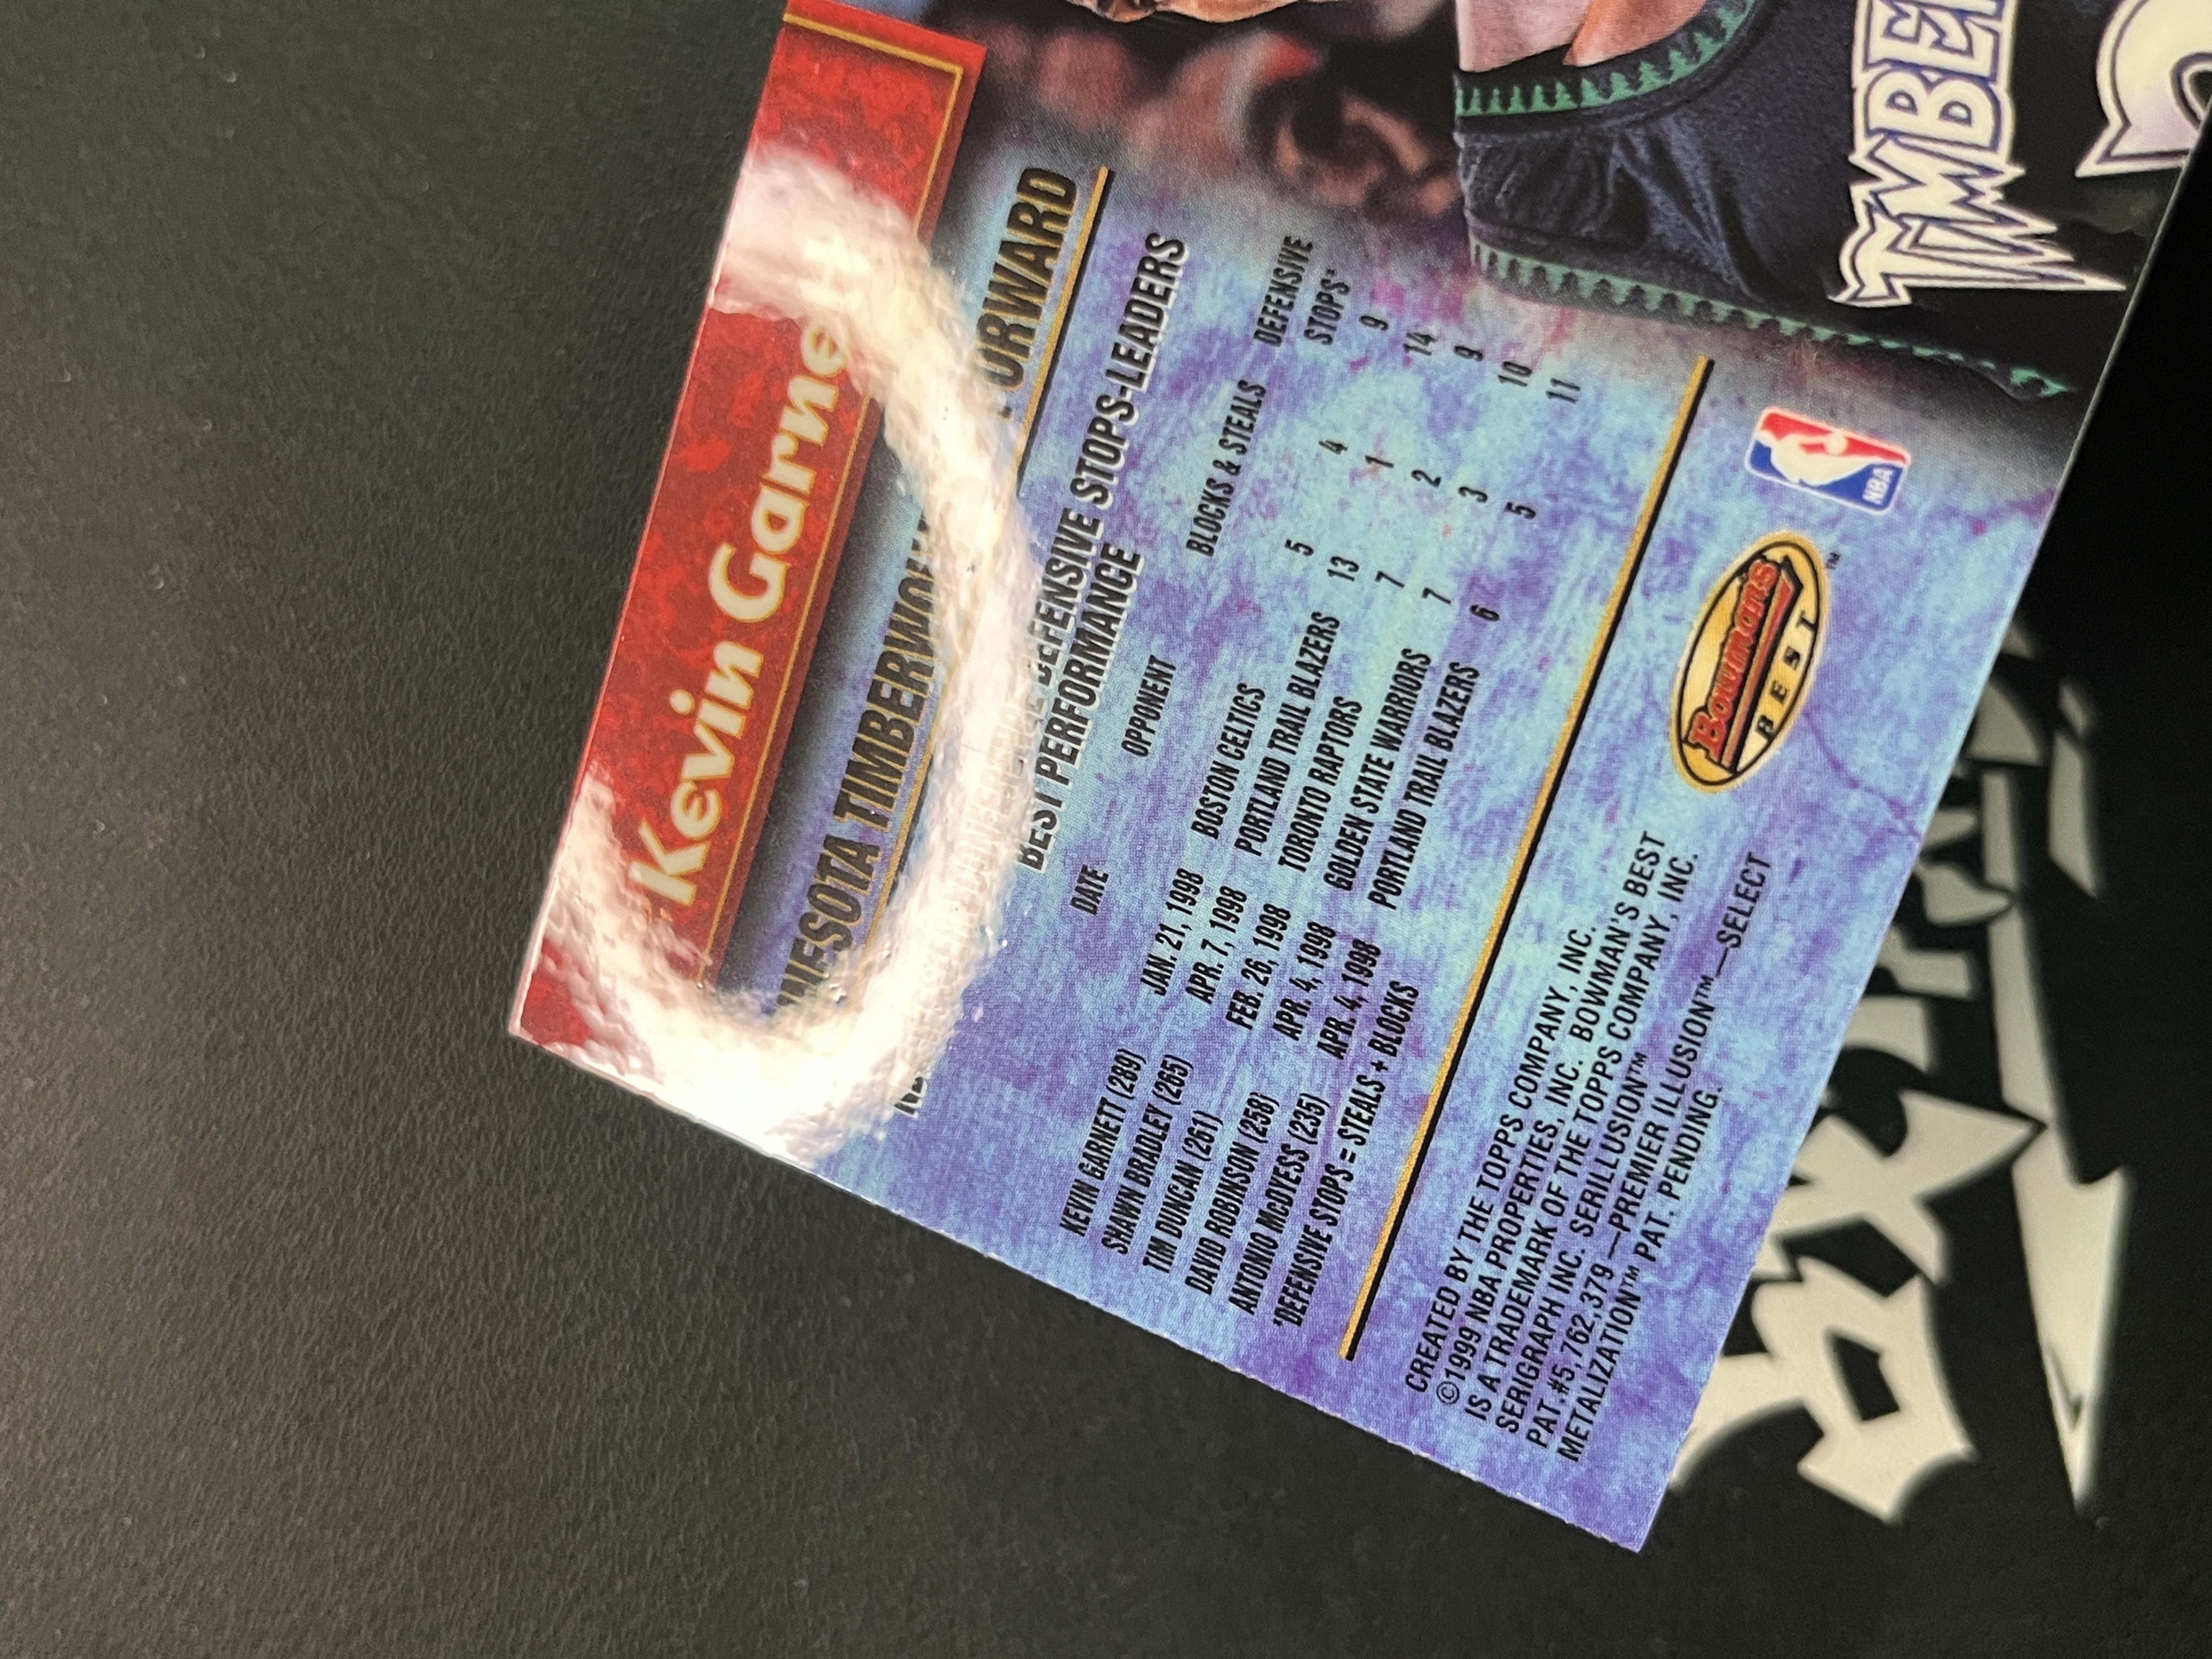 Kevin Garne
NNESOTA TIMBERWO
ORWARD
DEFENSIVE STOPS-LEADERS
BEST PERFORMANCE
DATE OPPONENT BLOCKS & STEALS DEFENSIVE STOPS*
KEVIN GARNETT (289) JAN. 21, 1998 BOSTON CELTICS 5 4 9
SHAWN BRADLEY (265) APR. 7, 1998 PORTLAND TRAIL BLAZERS 13 1 14
TIM DUNCAN (261) FEB. 26, 1998 TORONTO RAPTORS 7 2 9
DAVID ROBINSON (258) APR. 4, 1998 GOLDEN STATE WARRIORS 7 3 10
ANTONIO McDYESS (235) APR. 4, 1998 PORTLAND TRAIL BLAZERS 6 5 11
*DEFENSIVE STOPS = STEALS + BLOCKS
CREATED BY THE TOPPS COMPANY, INC.
©1999 NBA PROPERTIES, INC. BOWMAN'S BEST
IS A TRADEMARK OF THE TOPPS COMPANY, INC.
SERIGRAPH INC. SERILLUSION™
PAT.#5,762,379—PREMIER ILLUSION™—SELECT
METALIZATION™ PAT. PENDING.
Bowman's
BEST™
NBA
TIMBE